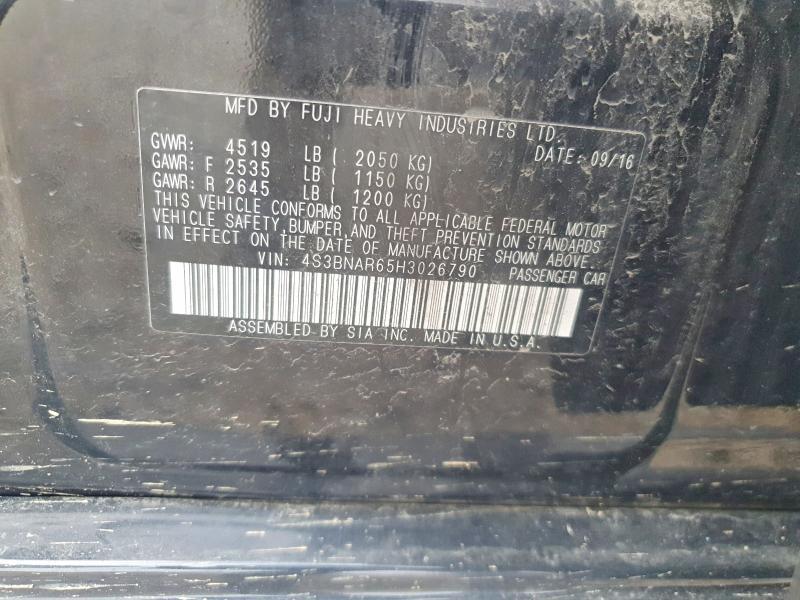 MFD BY FUJI HEAVY INDUSTRIES LTD.
GVWR: 4519 LB ( 2050 KG) DATE: 09/16
GAWR: F 2535 LB ( 1150 KG)
GAWR: R 2645 LB ( 1200 KG)
THIS VEHICLE CONFORMS TO ALL APPLICABLE FEDERAL MOTOR
VEHICLE SAFETY, BUMPER, AND THEFT PREVENTION STANDARDS
IN EFFECT ON THE DATE OF MANUFACTURE SHOWN ABOVE.
VIN: 4S3BNAR65H3026790 PASSENGER CAR
ASSEMBLED BY SIA INC. MADE IN U.S.A.